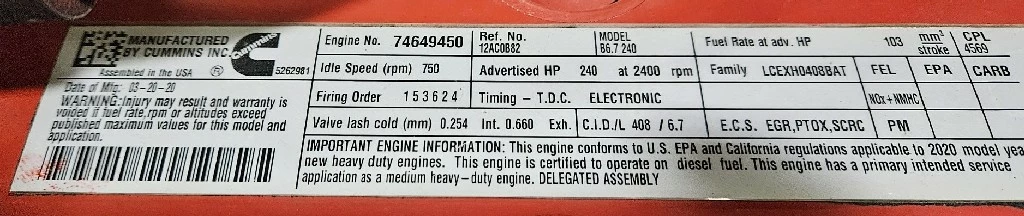 MANUFACTURED
BY CUMMINS INC.
Cummins
Assembled in the USA
5262981
Date of Mfg: 03-20-20
WARNING:Injury may result and warranty is
voided if fuel rate,rpm or altitudes exceed
published maximum values for this model and
application.
Engine No. 74649450
Ref. No.
12AC0B82
MODEL
B6.7 240
Fuel Rate at adv. HP 103 mm³ stroke
CPL
4569
Idle Speed (rpm) 750
Advertised HP 240 at 2400 rpm
Family LCEXH0408BAT
FEL EPA CARB
Firing Order 153624
Timing – T.D.C. ELECTRONIC
NOx+NMHC
Valve lash cold (mm) 0.254 Int. 0.660 Exh.
C.I.D./L 408 / 6.7
E.C.S. EGR,PTOX,SCRC
PM
IMPORTANT ENGINE INFORMATION: This engine conforms to U.S. EPA and California regulations applicable to 2020 model yea
new heavy duty engines. This engine is certified to operate on diesel fuel. This engine has a primary intended service
application as a medium heavy-duty engine. DELEGATED ASSEMBLY